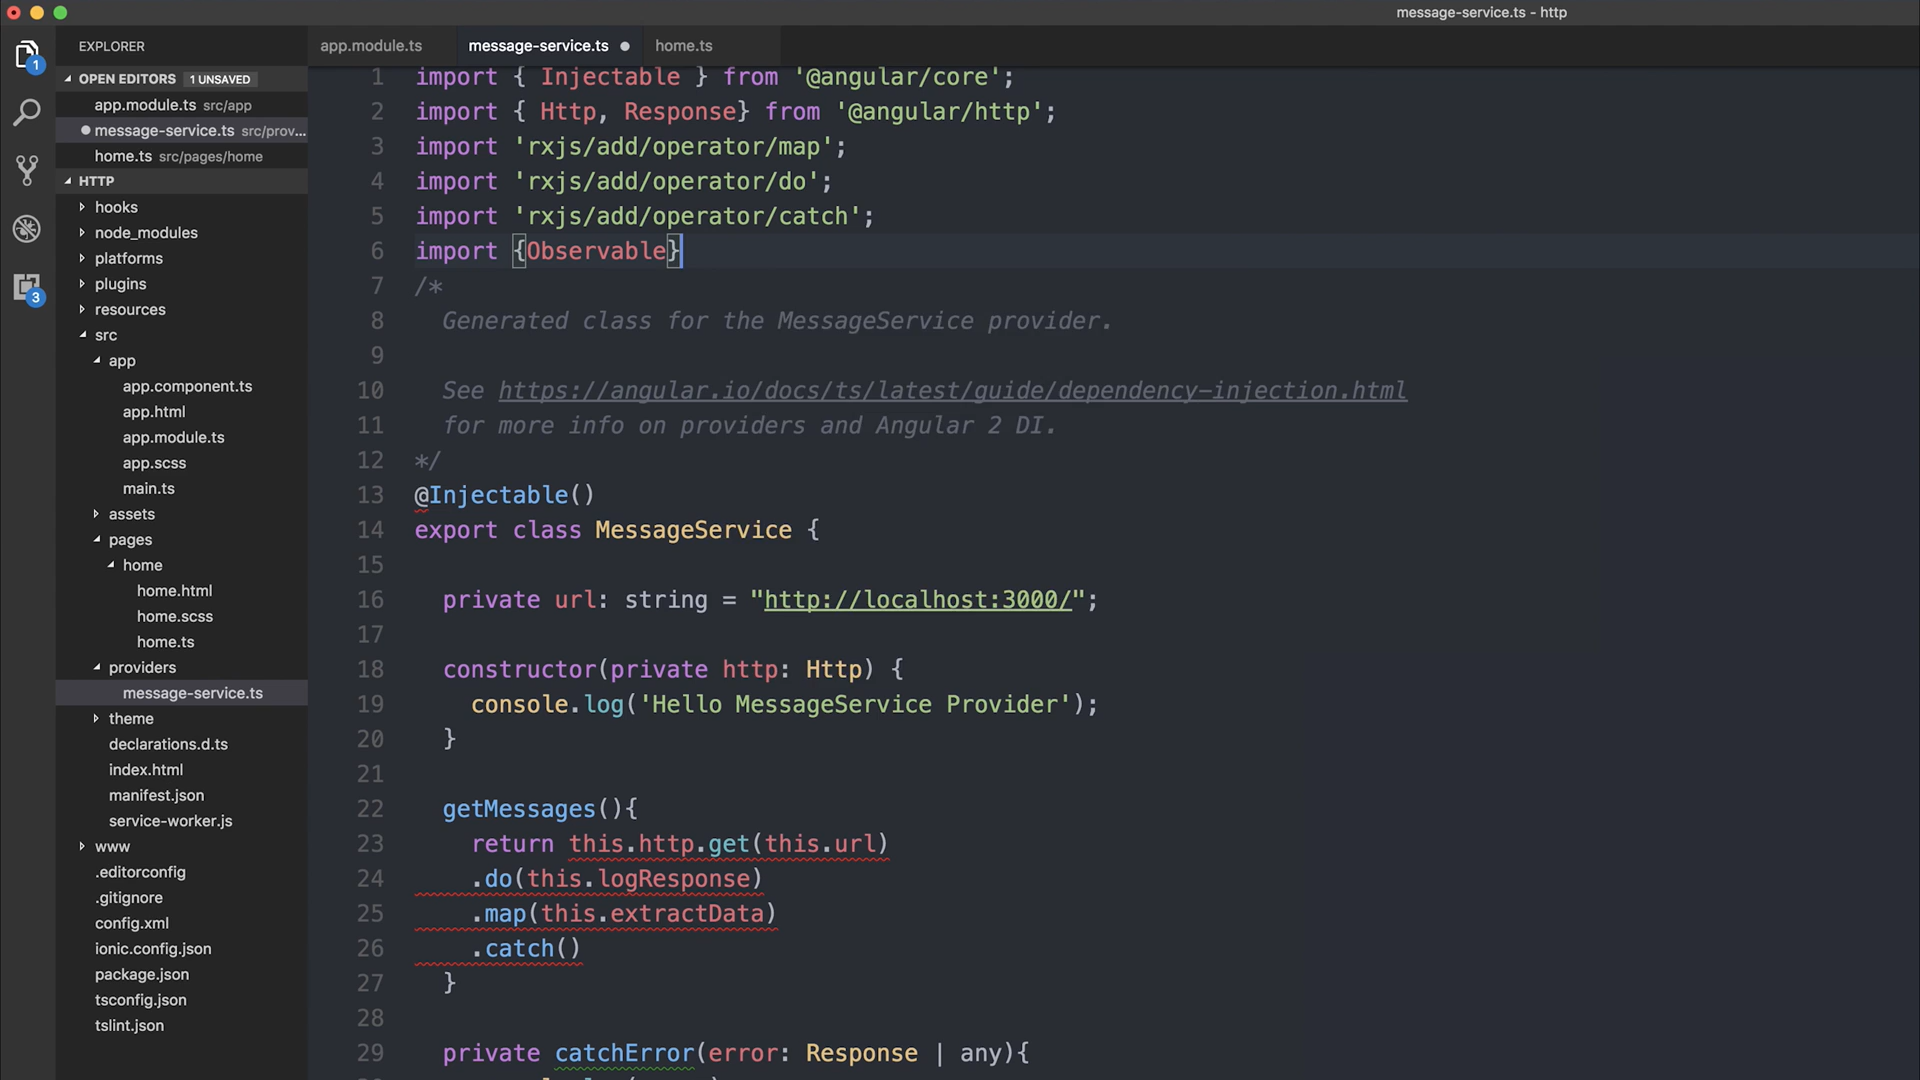 message-service.ts - http
EXPLORER
OPEN EDITORS 1 UNSAVED
app.module.ts src/app
message-service.ts src/prov...
home.ts src/pages/home
HTTP
hooks
node_modules
platforms
plugins
resources
src
app
app.component.ts
app.html
app.module.ts
app.scss
main.ts
assets
pages
home
home.html
home.scss
home.ts
providers
message-service.ts
theme
declarations.d.ts
index.html
manifest.json
service-worker.js
www
.editorconfig
.gitignore
config.xml
ionic.config.json
package.json
tsconfig.json
tslint.json
1
3
app.module.ts message-service.ts home.ts
1 import { Injectable } from '@angular/core';
2 import { Http, Response} from '@angular/http';
3 import 'rxjs/add/operator/map';
4 import 'rxjs/add/operator/do';
5 import 'rxjs/add/operator/catch';
6 import {Observable}
7 /*
8 Generated class for the MessageService provider.
9
10 See https://angular.io/docs/ts/latest/guide/dependency-injection.html
11 for more info on providers and Angular 2 DI.
12 */
13 @Injectable()
14 export class MessageService {
15
16 private url: string = "http://localhost:3000/";
17
18 constructor(private http: Http) {
19 console.log('Hello MessageService Provider');
20 }
21
22 getMessages(){
23 return this.http.get(this.url)
24 .do(this.logResponse)
25 .map(this.extractData)
26 .catch()
27 }
28
29 private catchError(error: Response | any){